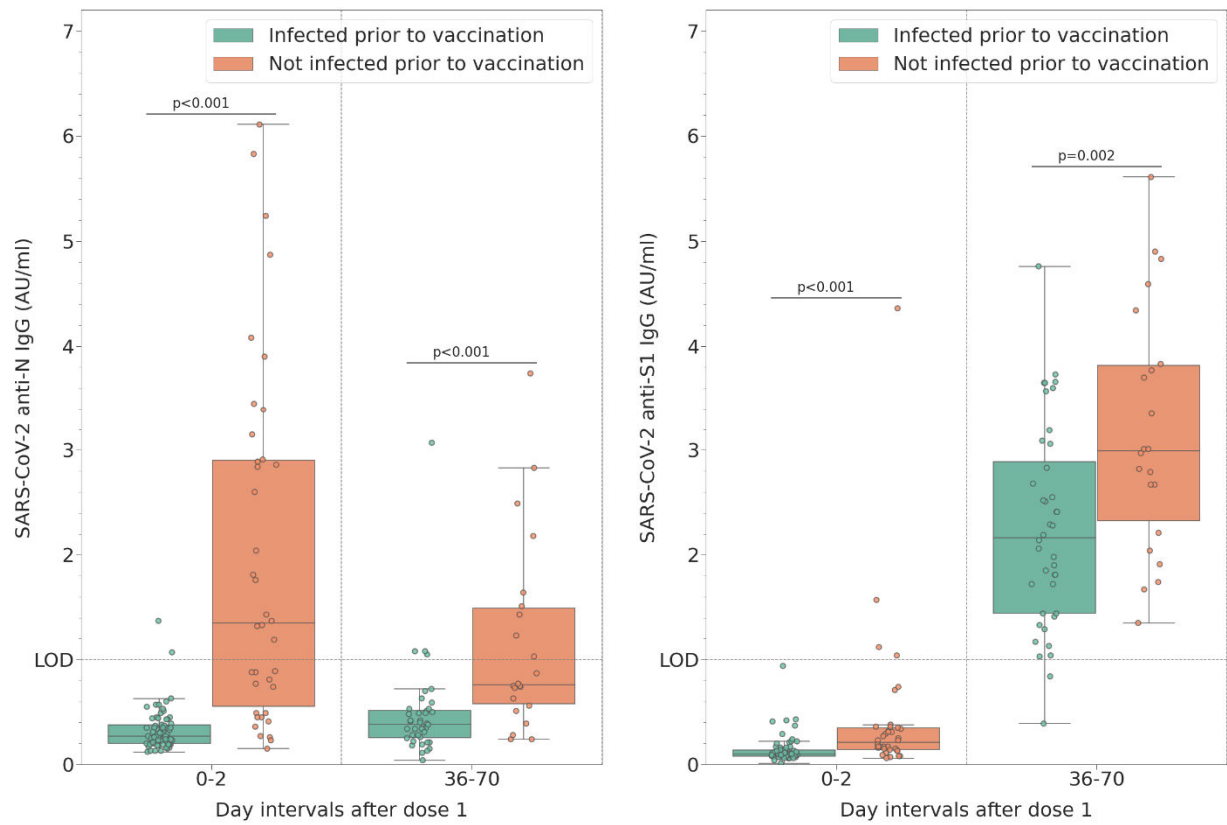 Infected prior to vaccination
Not infected prior to vaccination
p<0.001
p<0.001
7
6
5
4
3
2
LOD
0
SARS-CoV-2 anti-N IgG (AU/ml)
0-2
36-70
Day intervals after dose 1
Infected prior to vaccination
Not infected prior to vaccination
p=0.002
p<0.001
7
6
5
4
3
2
LOD
0
SARS-CoV-2 anti-S1 IgG (AU/ml)
0-2
36-70
Day intervals after dose 1